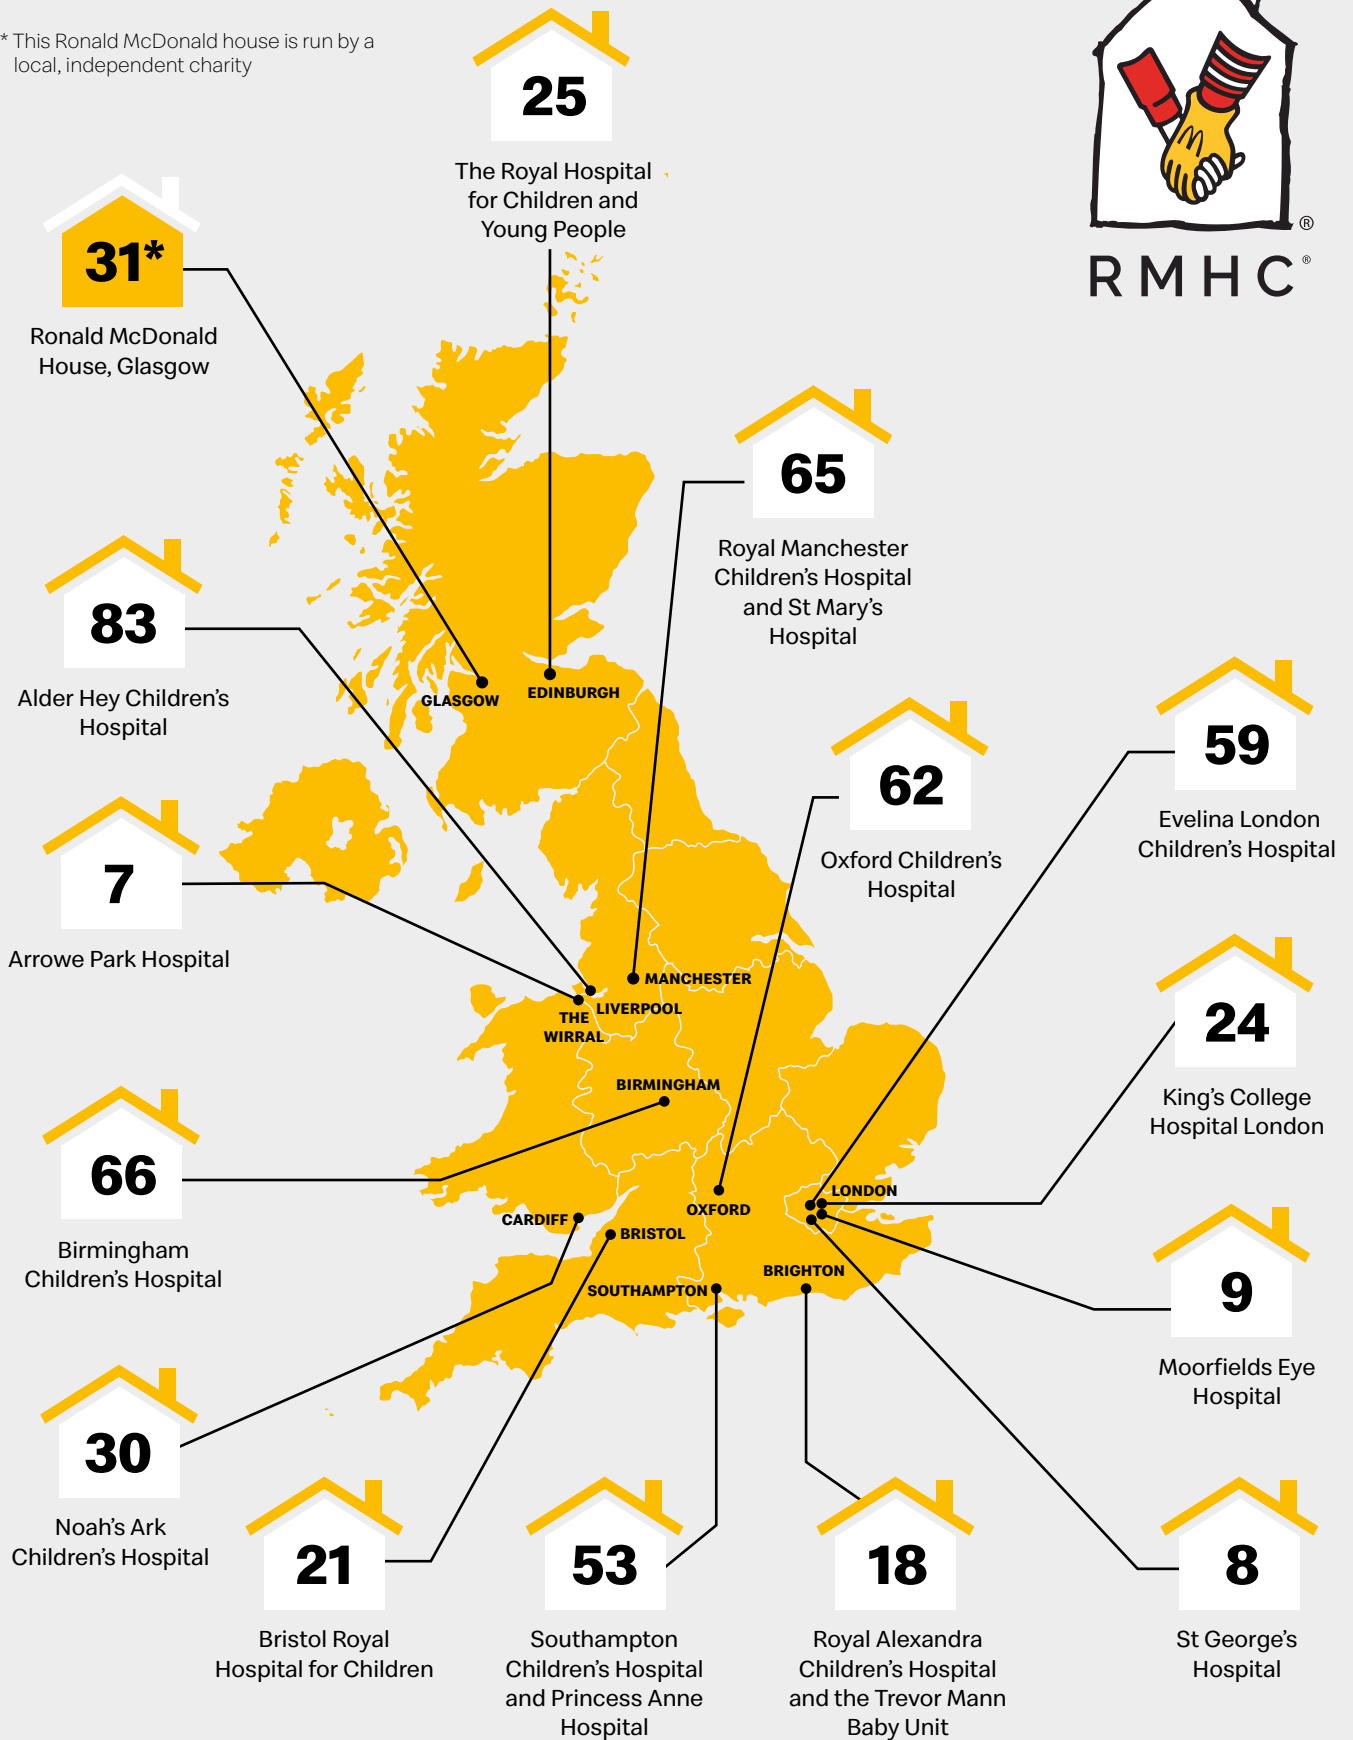 * This Ronald McDonald house is run by a
local, independent charity
25
The Royal Hospital
for Children and
Young People
®
RMHC®
31*
Ronald McDonald
House, Glasgow
65
Royal Manchester
Children's Hospital
and St Mary's
Hospital
83
Alder Hey Children's
Hospital
GLASGOW
EDINBURGH
59
Evelina London
Children's Hospital
62
Oxford Children's
Hospital
7
Arrowe Park Hospital
MANCHESTER
LIVERPOOL
THE
WIRRAL
24
King's College
Hospital London
BIRMINGHAM
66
Birmingham
Children's Hospital
LONDON
OXFORD
CARDIFF
BRISTOL
BRIGHTON
SOUTHAMPTON
9
Moorfields Eye
Hospital
30
Noah's Ark
Children's Hospital
21
Bristol Royal
Hospital for Children
53
Southampton
Children's Hospital
and Princess Anne
Hospital
18
Royal Alexandra
Children's Hospital
and the Trevor Mann
Baby Unit
8
St George's
Hospital